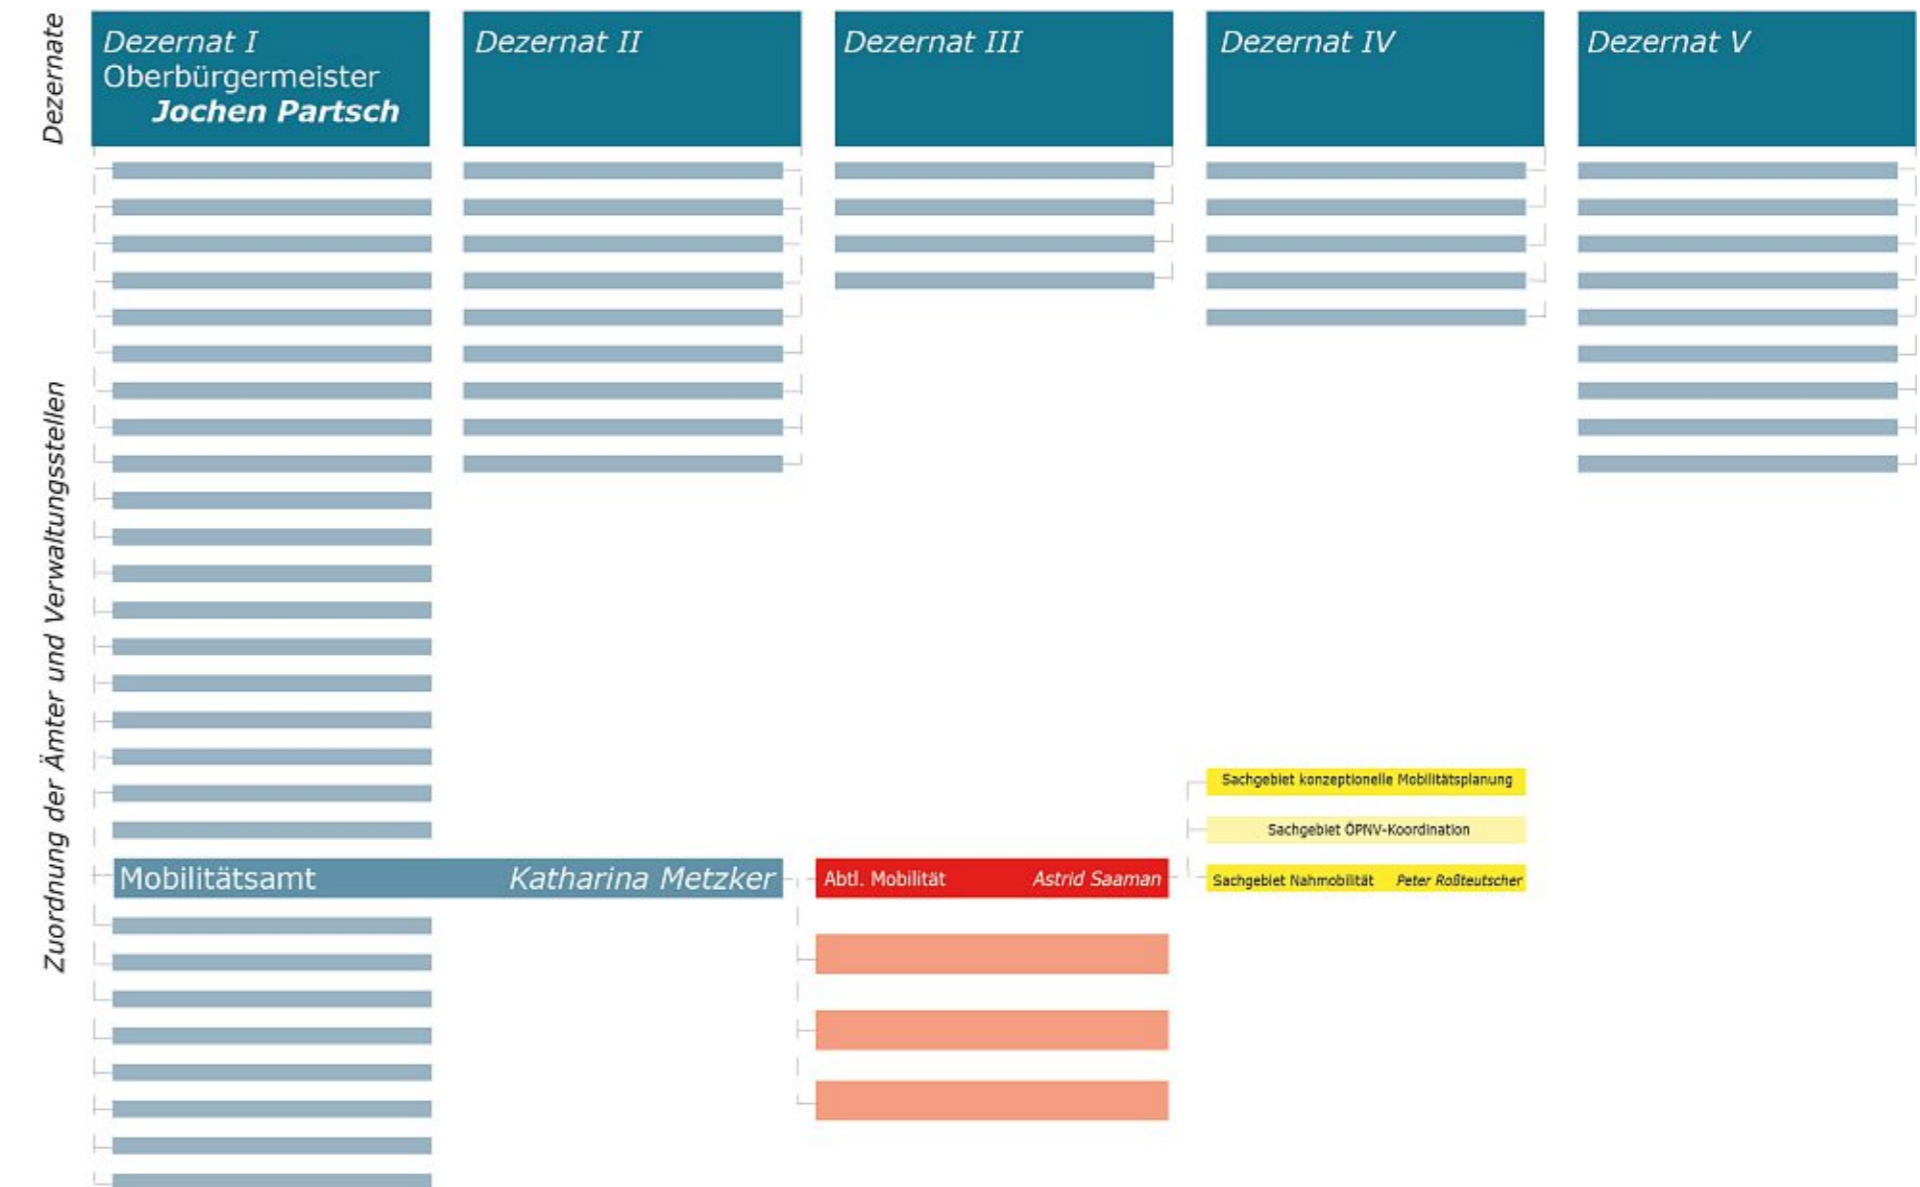 Dezernate
Dezernat I
Oberbürgermeister
Jochen Partsch
Dezernat II
Dezernat III
Dezernat IV
Dezernat V
Zuordnung der Ämter und Verwaltungsstellen
Sachgebiet konzeptionelle Mobilitätsplanung
Sachgebiet ÖPNV-Koordination
Mobilitätsamt Katharina Metzker
Abtl. Mobilität Astrid Saaman
Sachgebiet Nahmobilität Peter Roßteutscher